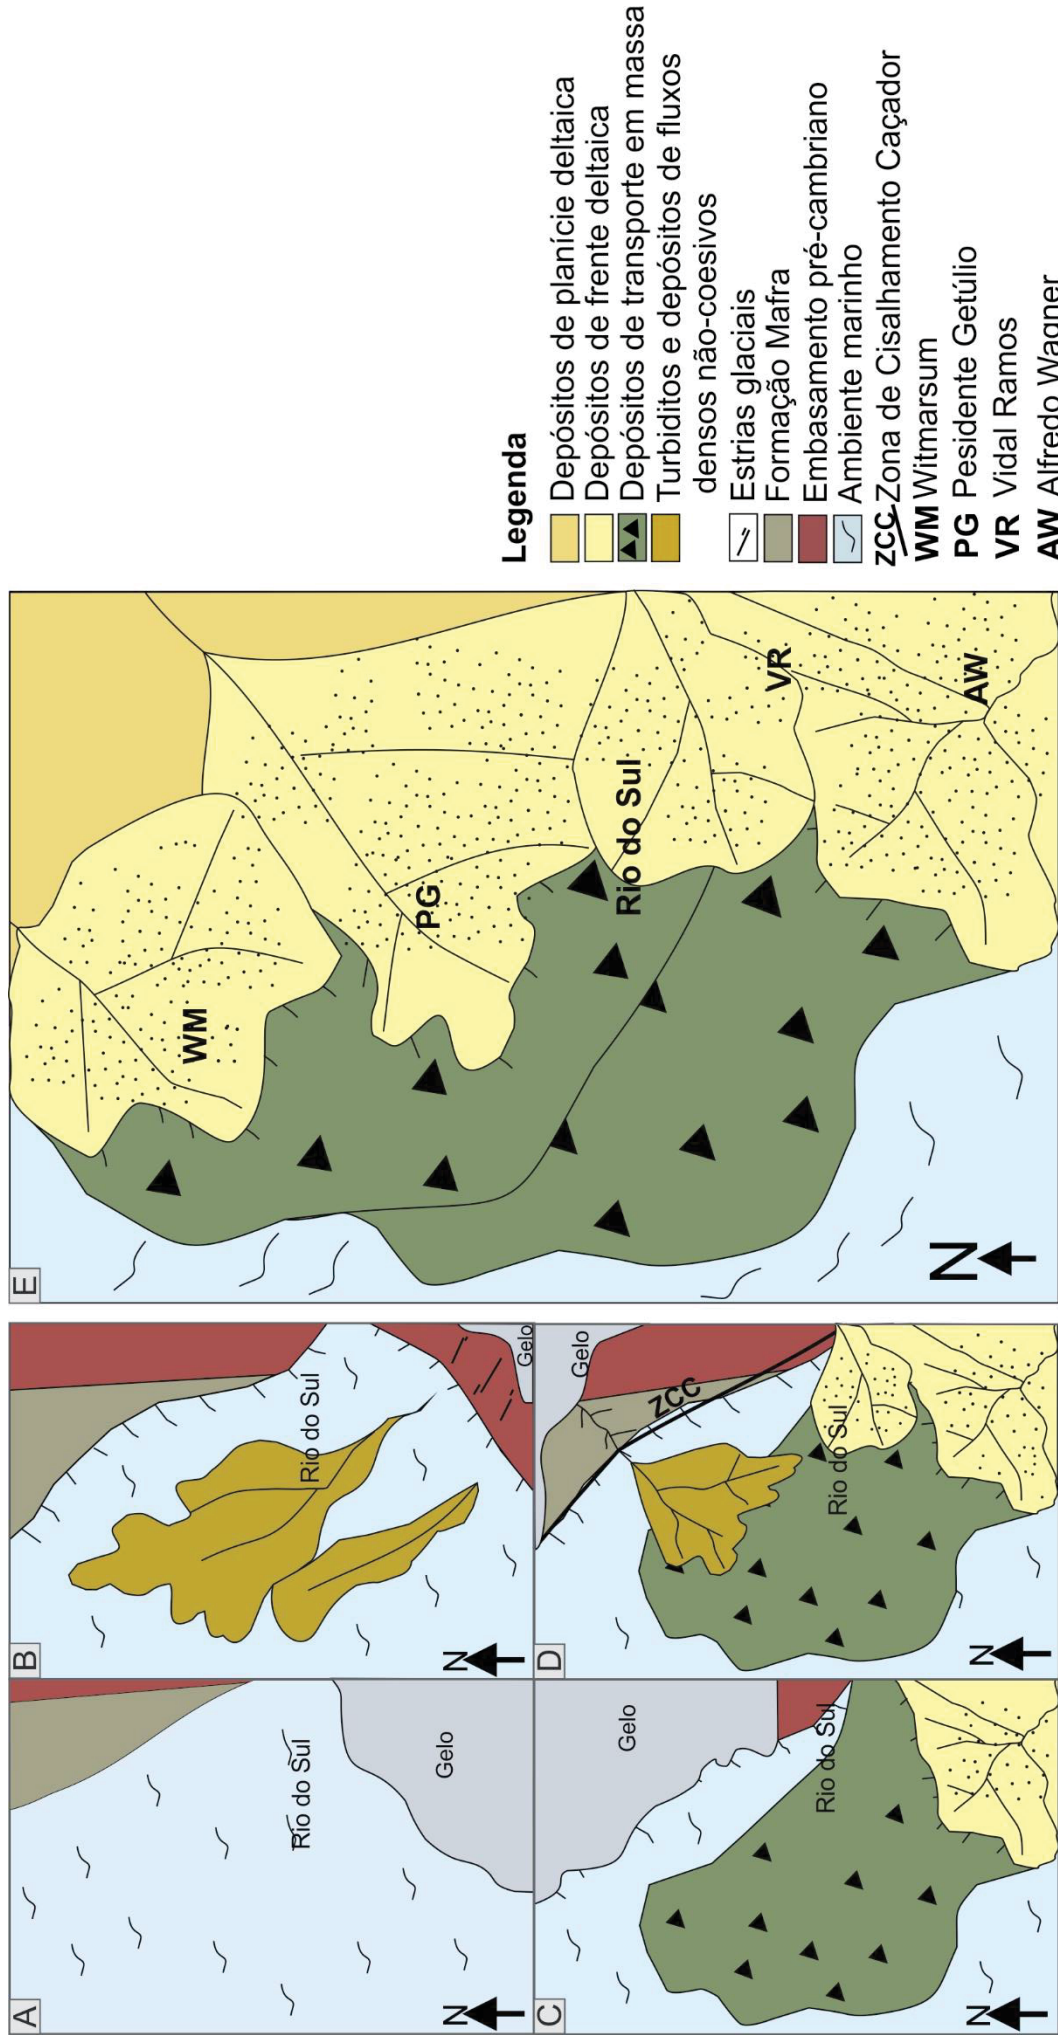 A
N
Rio do Sul
Gelo
B
N
Rio do Sul
Gelo
C
N
Gelo
Rio do Sul
D
N
Gelo
ZCC
Rio do Sul
E
WM
PG
Rio do Sul
VR
AW
N
Legenda
Depósitos de planície deltaica
Depósitos de frente deltaica
Depósitos de transporte em massa
Turbiditos e depósitos de fluxos
densos não-coesivos
Estrias glaciais
Formação Mafra
Embasamento pré-cambriano
Ambiente marinho
ZCC Zona de Cisalhamento Caçador
WM Witmarsum
PG Pesidente Getúlio
VR Vidal Ramos
AW Alfredo Wagner